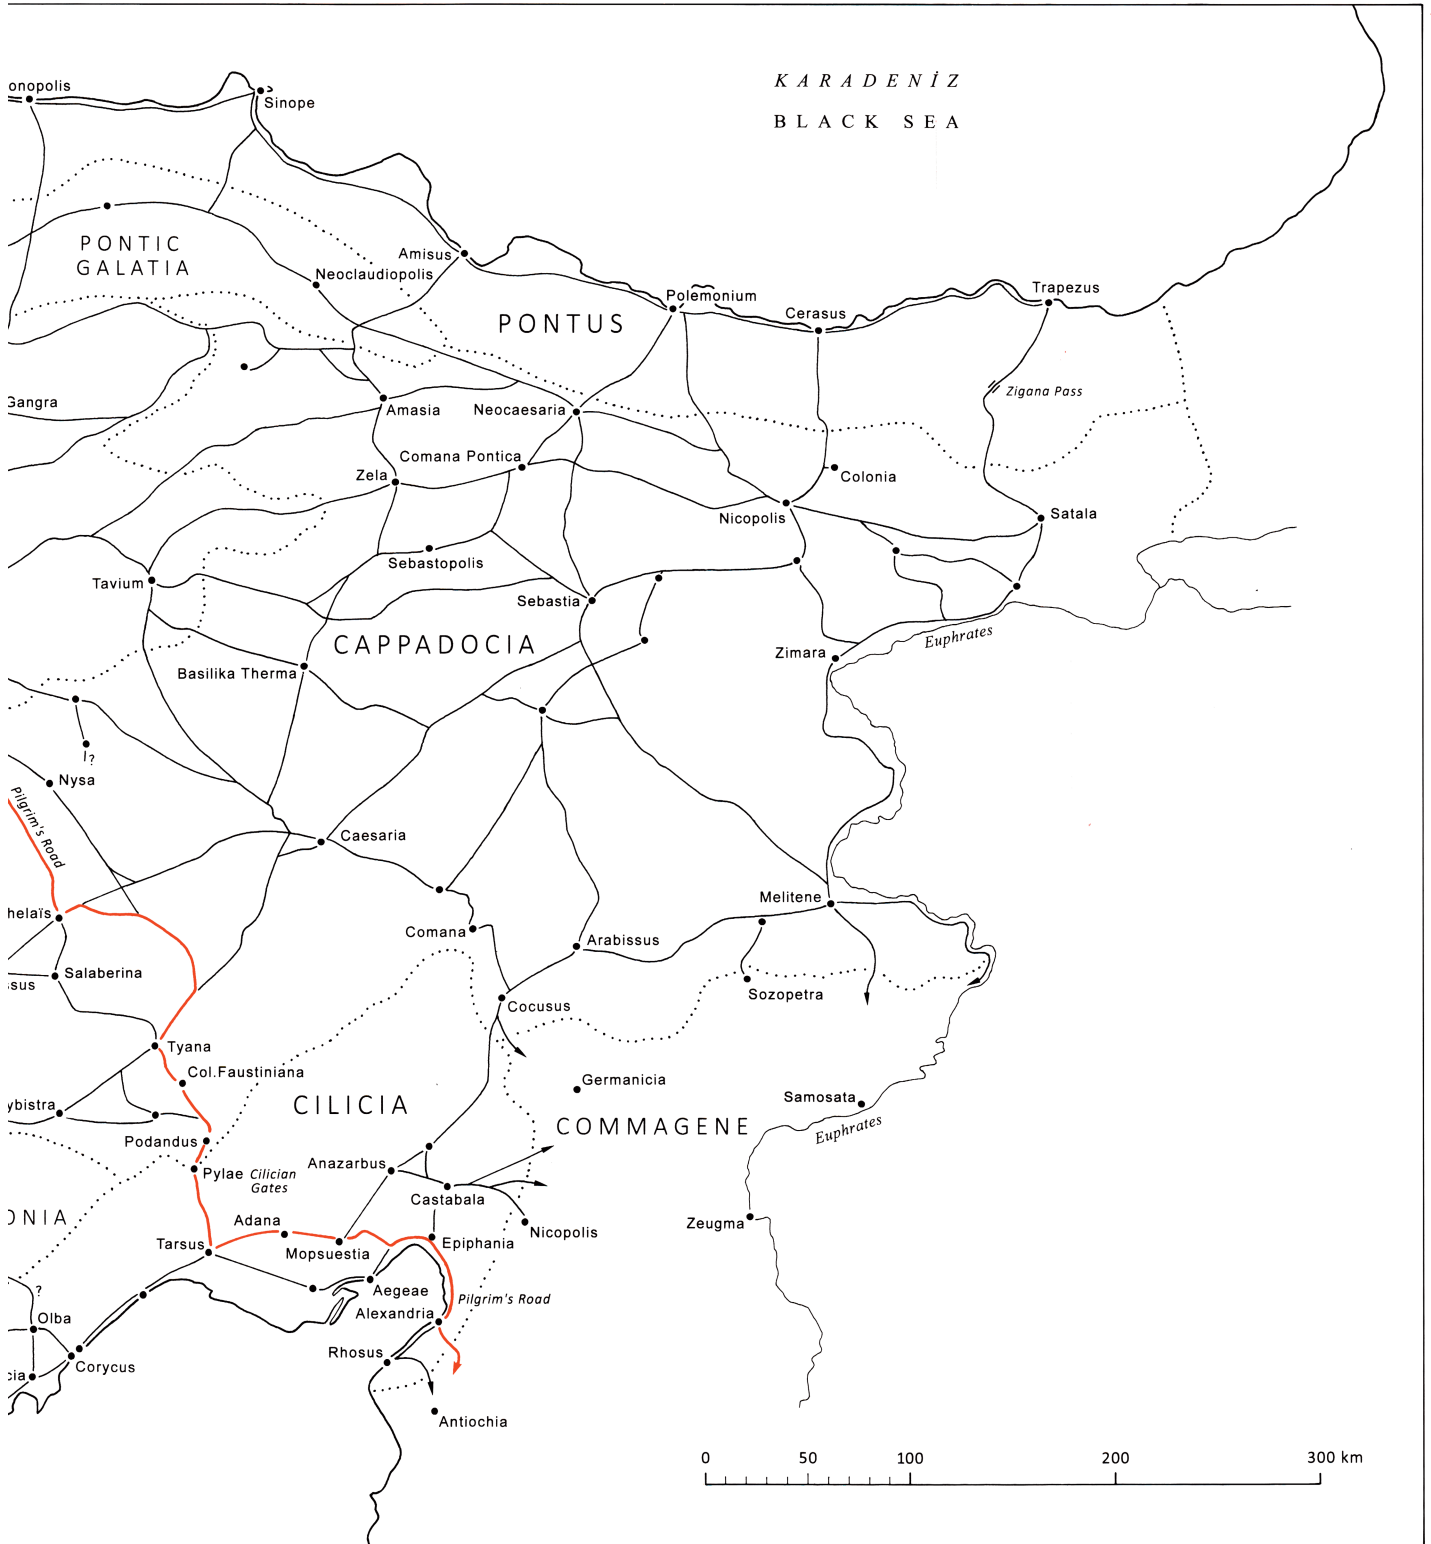 KARADENİZ
BLACK SEA
onopolis
Sinope
PONTIC
GALATIA
Amisus
Neoclaudiopolis
Polemonium
Trapezus
Cerasus
PONTUS
Zigana Pass
Gangra
Amasia
Neocaesaria
Comana Pontica
Zela
Colonia
Nicopolis
Satala
Sebastopolis
Tavium
Sebastia
CAPPADOCIA
Euphrates
Zimara
Basilika Therma
?
Nysa
Pilgrim's Road
Caesaria
Melitene
helaïs
Comana
Arabissus
Salaberina
ssus
Sozopetra
Cocusus
Tyana
Col.Faustiniana
Germanicia
CILICIA
Samosata
ybistra
COMMAGENE
Euphrates
Podandus
Anazarbus
Pylae
Cilician
Gates
Castabala
ONIA
Adana
Zeugma
Nicopolis
Tarsus
Mopsuestia
Epiphania
?
Aegeae
Pilgrim's Road
Alexandria
Olba
Rhosus
Corycus
cia
Antiochia
0 50 100 200 300 km